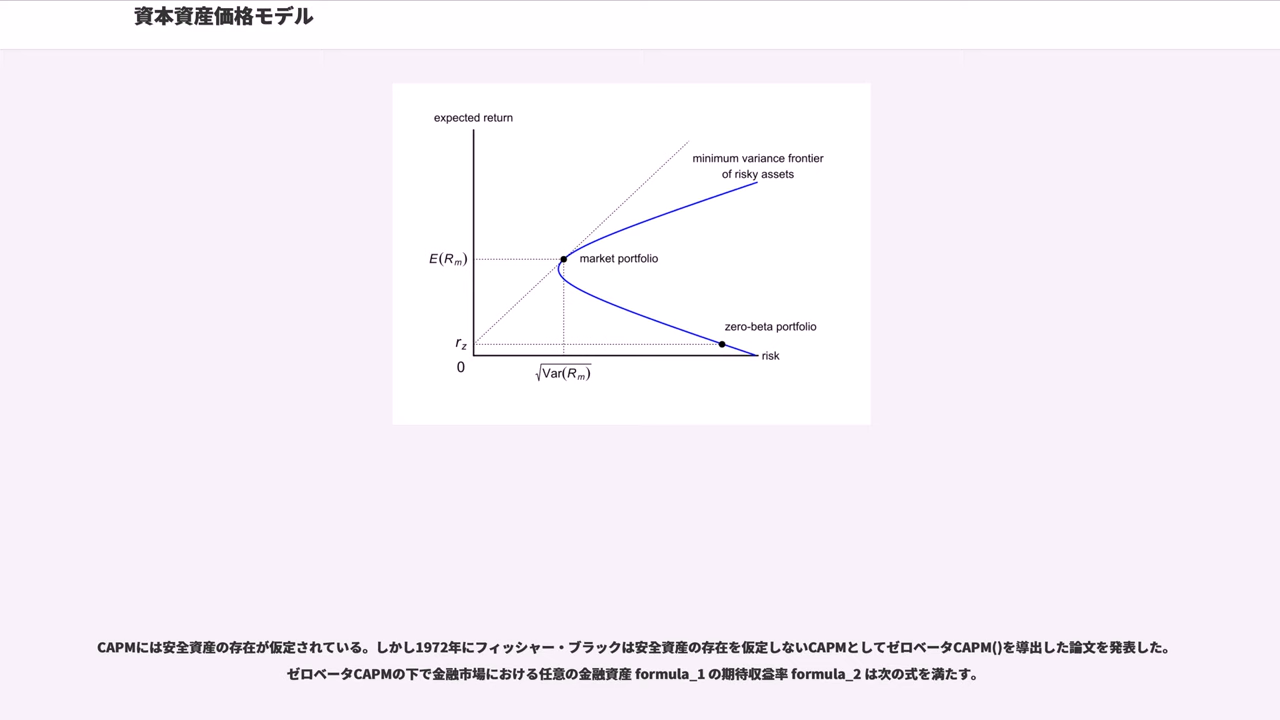 資本資産価格モデル
expected return
minimum variance frontier
of risky assets
E(Rm)
market portfolio
zero-beta portfolio
rz
risk
0
√Var(Rm)
CAPMには安全資産の存在が仮定されている。しかし1972年にフィッシャー・ブラックは安全資産の存在を仮定しないCAPMとしてゼロベータCAPM()を導出した論文を発表した。
ゼロベータCAPMの下で金融市場における任意の金融資産 formula_1 の期待収益率 formula_2 は次の式を満たす。